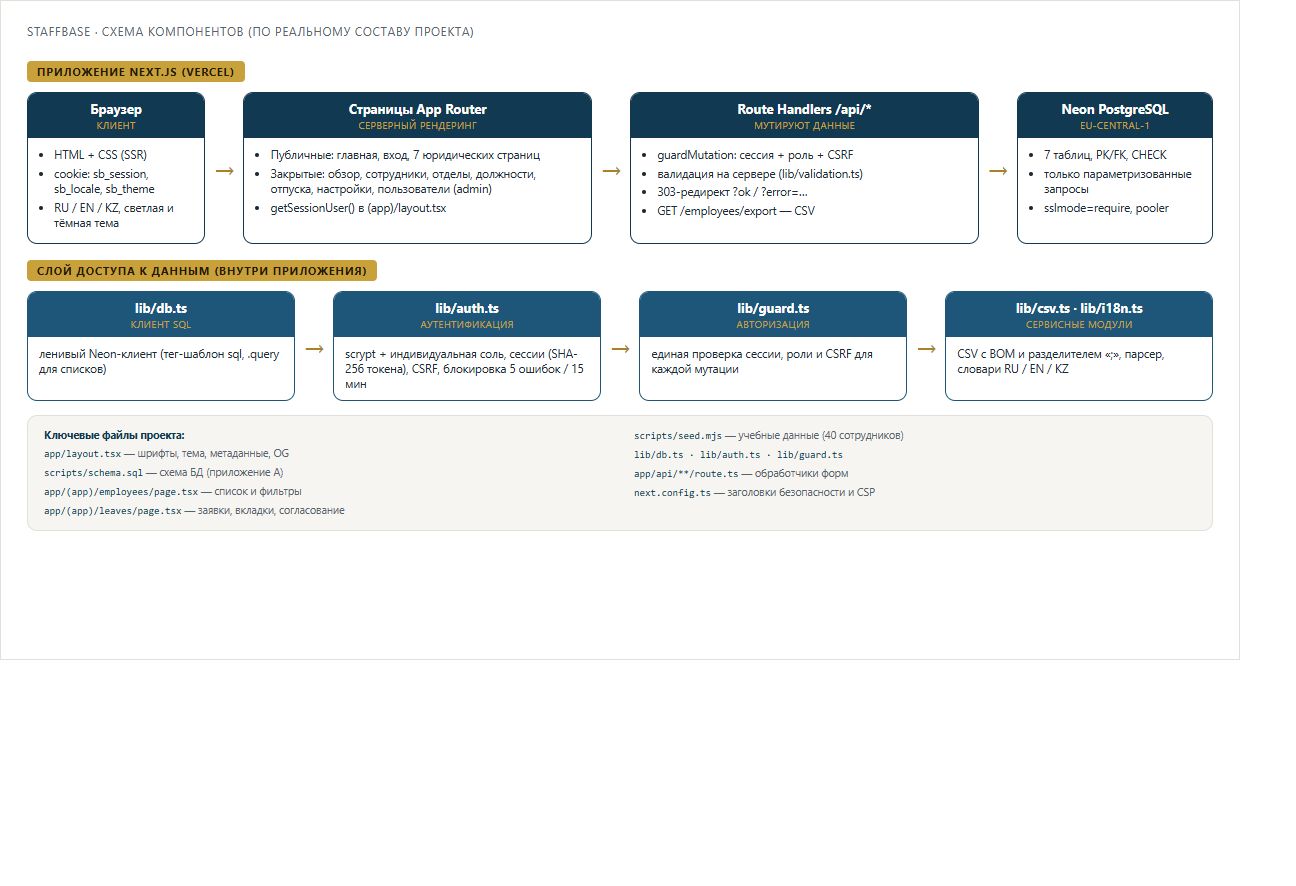 STAFFBASE · СХЕМА КОМПОНЕНТОВ (ПО РЕАЛЬНОМУ СОСТАВУ ПРОЕКТА)
ПРИЛОЖЕНИЕ NEXT.JS (VERCEL)
Браузер
КЛИЕНТ
• HTML + CSS (SSR)
• cookie: sb_session,
sb_locale, sb_theme
• RU / EN / KZ, светлая и
тёмная тема
→
Страницы App Router
СЕРВЕРНЫЙ РЕНДЕРИНГ
• Публичные: главная, вход, 7 юридических страниц
• Закрытые: обзор, сотрудники, отделы, должности,
отпуска, настройки, пользователи (admin)
• getSessionUser() в (app)/layout.tsx
→
Route Handlers /api/*
МУТИРУЮТ ДАННЫЕ
• guardMutation: сессия + роль + CSRF
• валидация на сервере (lib/validation.ts)
• 303-редирект ?ok / ?error=...
• GET /employees/export — CSV
→
Neon PostgreSQL
EU-CENTRAL-1
• 7 таблиц, PK/FK, CHECK
• только параметризованные
запросы
• sslmode=require, pooler
СЛОЙ ДОСТУПА К ДАННЫМ (ВНУТРИ ПРИЛОЖЕНИЯ)
lib/db.ts
КЛИЕНТ SQL
ленивый Neon-клиент (тег-шаблон sql, .query
для списков)
→
lib/auth.ts
АУТЕНТИФИКАЦИЯ
scrypt + индивидуальная соль, сессии (SHA-
256 токена), CSRF, блокировка 5 ошибок / 15
мин
→
lib/guard.ts
АВТОРИЗАЦИЯ
единая проверка сессии, роли и CSRF для
каждой мутации
→
lib/csv.ts · lib/i18n.ts
СЕРВИСНЫЕ МОДУЛИ
CSV с BOM и разделителем «;», парсер,
словари RU / EN / KZ
Ключевые файлы проекта:
app/layout.tsx — шрифты, тема, метаданные, OG
scripts/schema.sql — схема БД (приложение А)
app/(app)/employees/page.tsx — список и фильтры
app/(app)/leaves/page.tsx — заявки, вкладки, согласование
scripts/seed.mjs — учебные данные (40 сотрудников)
lib/db.ts · lib/auth.ts · lib/guard.ts
app/api/**/route.ts — обработчики форм
next.config.ts — заголовки безопасности и CSP